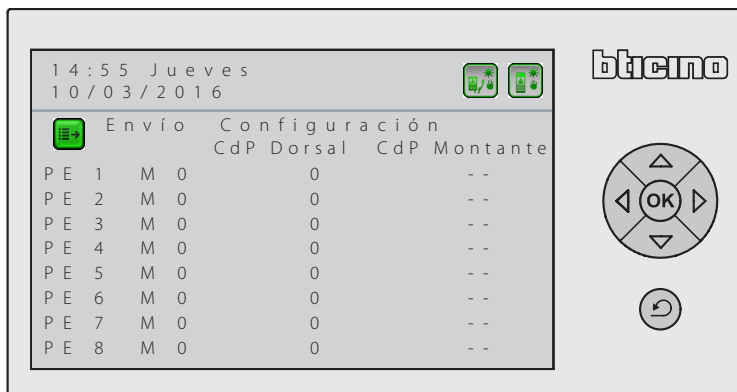 14:55 Jueves
10/03/2016
bticino
Envío Configuración
CdP Dorsal CdP Montante
PE 1 M 0 0 --
PE 2 M 0 0 --
PE 3 M 0 0 --
PE 4 M 0 0 --
PE 5 M 0 0 --
PE 6 M 0 0 --
PE 7 M 0 0 --
PE 8 M 0 0 --
OK